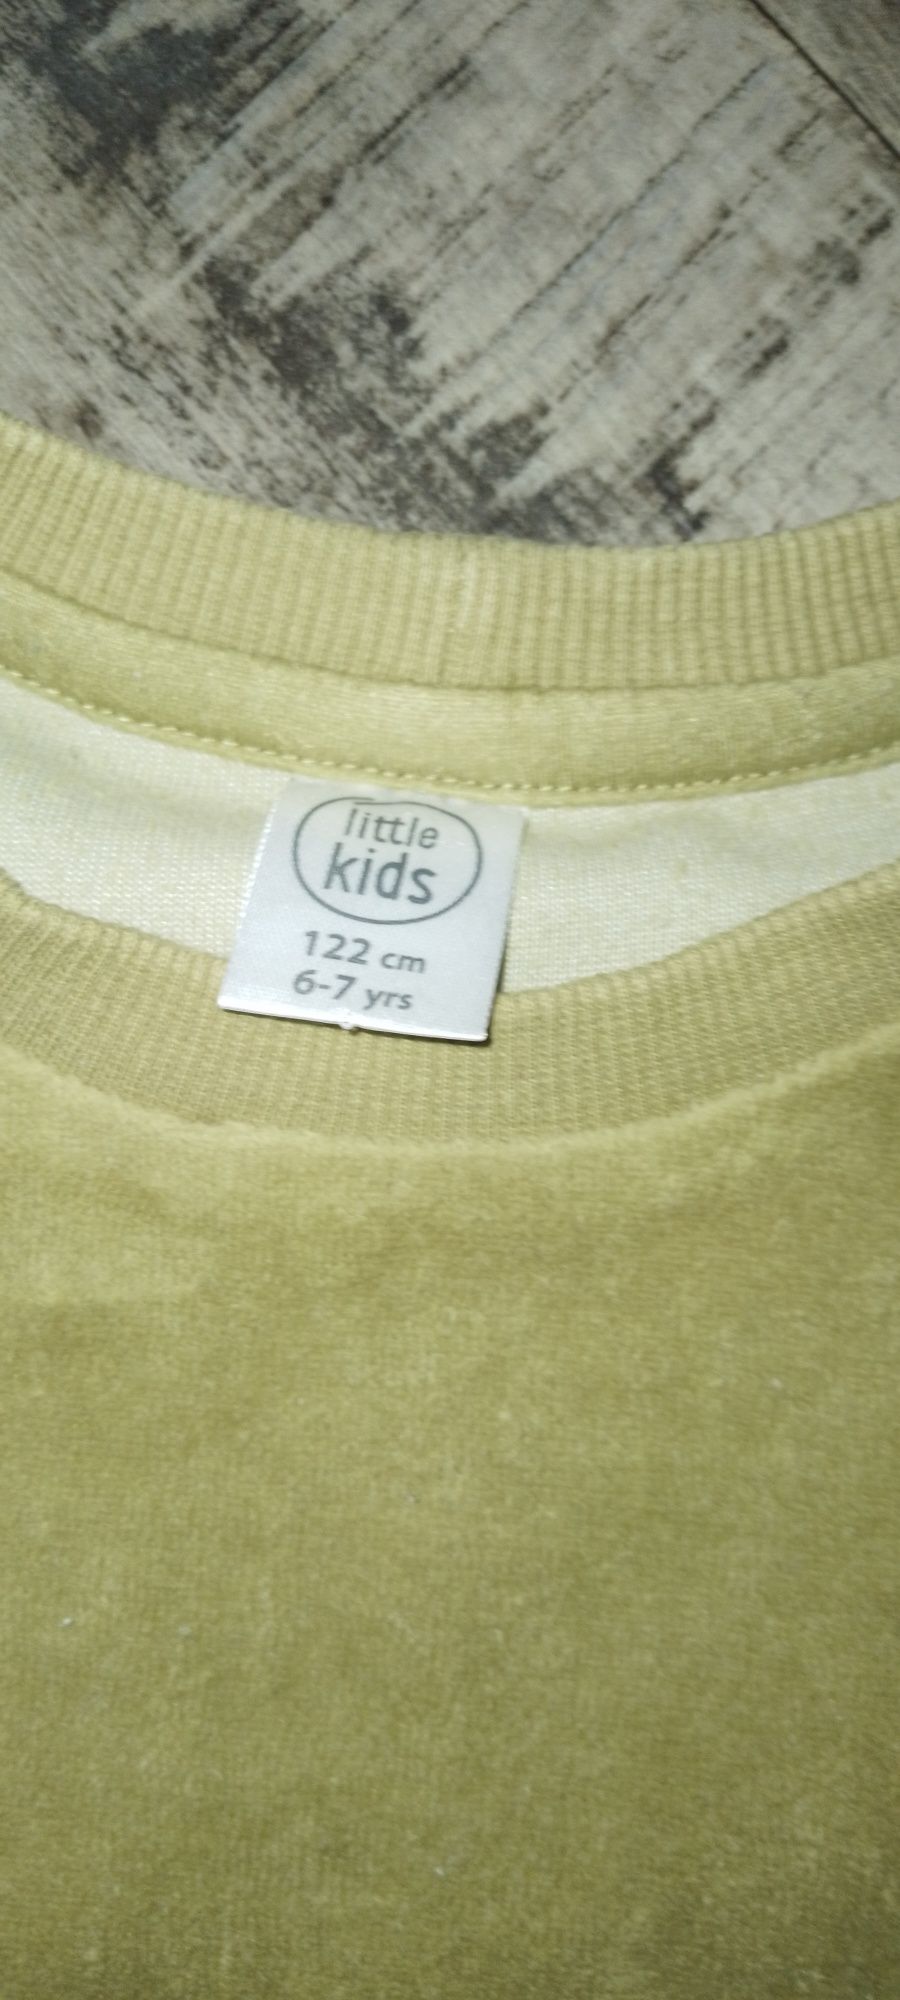 little
kids
122 cm
6-7 yrs